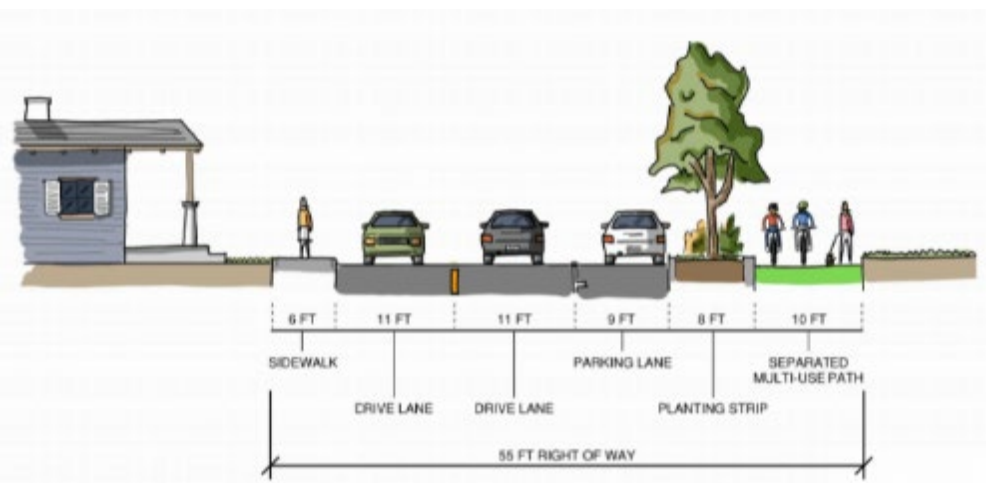 6 FT 11 FT 11 FT 9 FT 8 FT 10 FT
SIDEWALK PARKING LANE SEPARATED
MULTI-USE PATH
DRIVE LANE DRIVE LANE PLANTING STRIP
55 FT RIGHT OF WAY